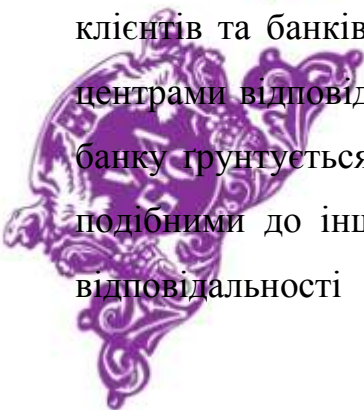 клієнтів та банків
центрами відповід
банку ґрунтується
подібними до інш
відповідальності